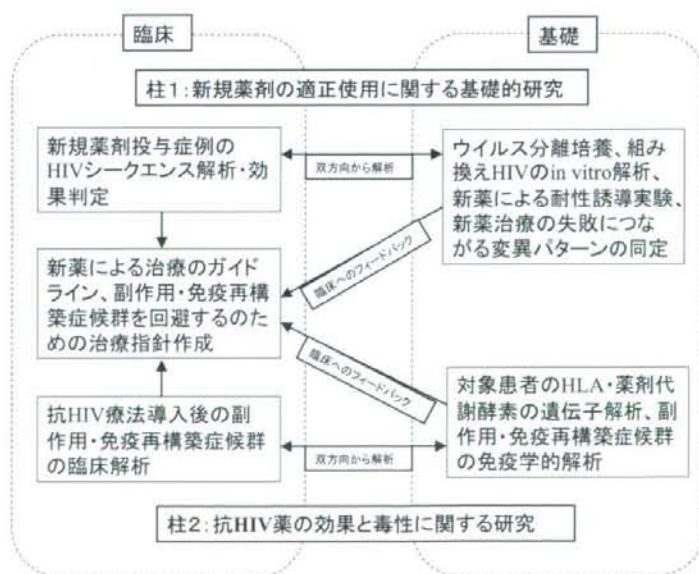 臨床
基礎
柱1:新規薬剤の適正使用に関する基礎的研究
新規薬剤投与症例の
HIVシークエンス解析・効
果判定
双方向から解析
ウイルス分離培養、組み
換えHIVのin vitro解析、
新薬による耐性誘導実験、
新薬治療の失敗につな
がる変異パターンの同定
臨床へのフィードバック
新薬による治療のガイド
ライン、副作用・免疫再構
築症候群を回避するのた
めの治療指針作成
臨床へのフィードバック
抗HIV療法導入後の副
作用・免疫再構築症候群
の臨床解析
双方向から解析
対象患者のHLA・薬剤代
謝酵素の遺伝子解析、副
作用・免疫再構築症候群
の免疫学的解析
柱2:抗HIV薬の効果と毒性に関する研究